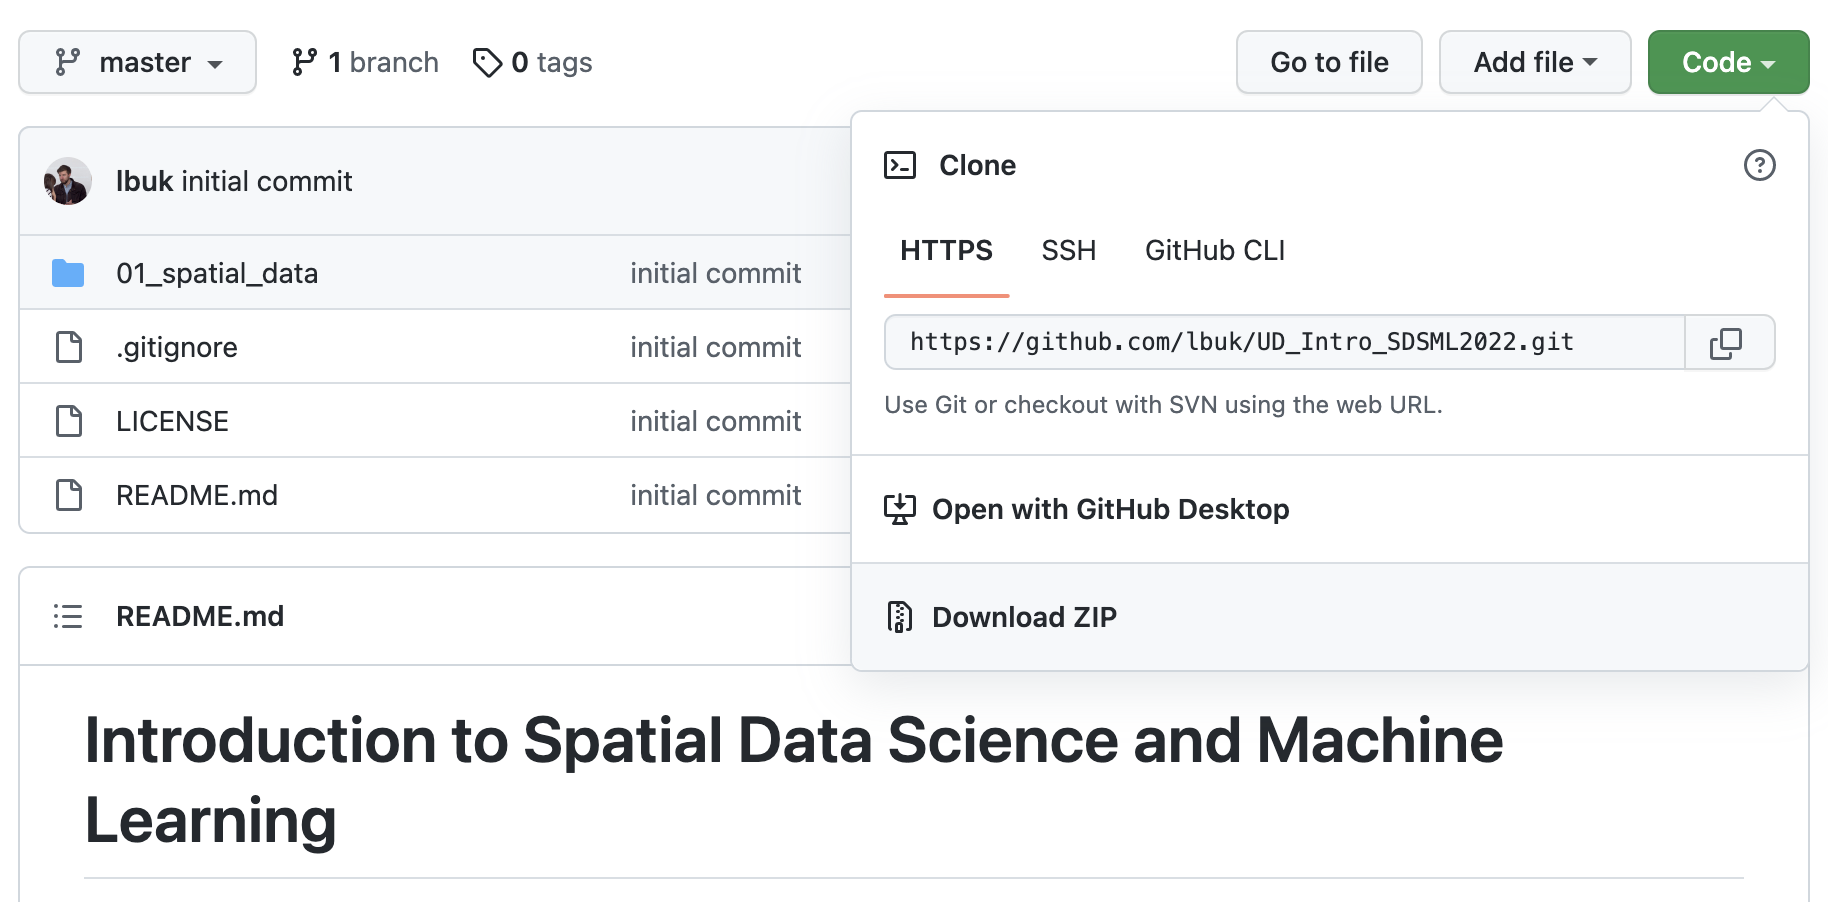 master 1 branch 0 tags Go to file Add file Code
lbuk initial commit
01_spatial_data initial commit
.gitignore initial commit
LICENSE initial commit
README.md initial commit
Clone
HTTPS SSH GitHub CLI
https://github.com/lbuk/UD_Intro_SDSML2022.git
Use Git or checkout with SVN using the web URL.
Open with GitHub Desktop
Download ZIP
README.md
Introduction to Spatial Data Science and Machine
Learning